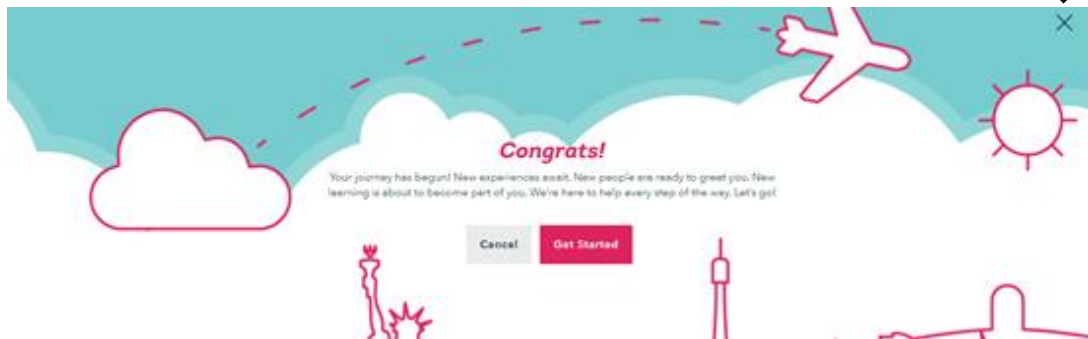 Congrats!
Your journey has begun! New experiences await. New people are ready to greet you. New
learning is about to become part of you. We're here to help every step of the way. Let's go!
Cancel
Get Started